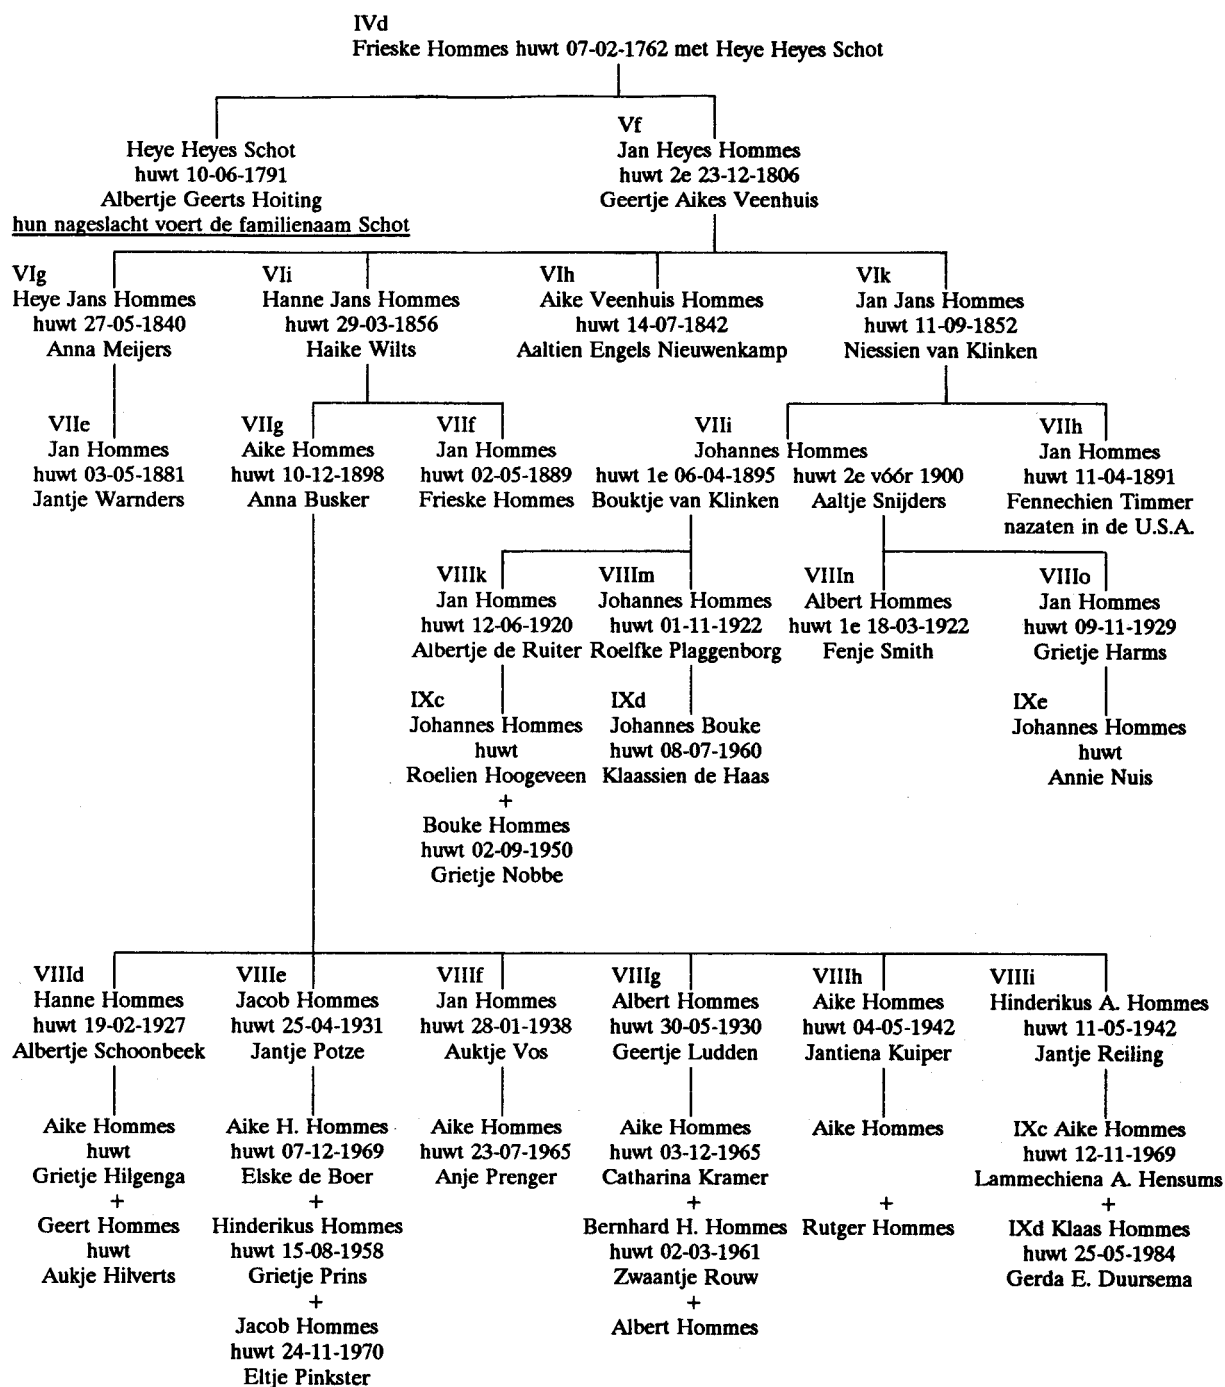 IVd
Frieske Hommes huwt 07-02-1762 met Heye Heyes Schot
Heye Heyes Schot
huwt 10-06-1791
Albertje Geerts Hoiting
hun nageslacht voert de familienaam Schot
Vf
Jan Heyes Hommes
huwt 2e 23-12-1806
Geertje Aikes Veenhuis
VIg
Heye Jans Hommes
huwt 27-05-1840
Anna Meijers
VIi
Hanne Jans Hommes
huwt 29-03-1856
Haike Wilts
VIh
Aike Veenhuis Hommes
huwt 14-07-1842
Aaltien Engels Nieuwenkamp
VIk
Jan Jans Hommes
huwt 11-09-1852
Niessien van Klinken
VIIe
Jan Hommes
huwt 03-05-1881
Jantje Warnders
VIIg
Aike Hommes
huwt 10-12-1898
Anna Busker
VIIf
Jan Hommes
huwt 02-05-1889
Frieske Hommes
VIIi
Johannes Hommes
huwt 1e 06-04-1895
Bouktje van Klinken
huwt 2e vóór 1900
Aaltje Snijders
VIIh
Jan Hommes
huwt 11-04-1891
Fennechien Timmer
nazaten in de U.S.A.
VIIIk
Jan Hommes
huwt 12-06-1920
Albertje de Ruiter
VIIIm
Johannes Hommes
huwt 01-11-1922
Roelfke Plaggenborg
VIIIn
Albert Hommes
huwt 1e 18-03-1922
Fenje Smith
VIIIo
Jan Hommes
huwt 09-11-1929
Grietje Harms
IXc
Johannes Hommes
huwt
Roelien Hoogeveen
+
Bouke Hommes
huwt 02-09-1950
Grietje Nobbe
IXd
Johannes Bouke
huwt 08-07-1960
Klaassien de Haas
IXe
Johannes Hommes
huwt
Annie Nuis
VIIId
Hanne Hommes
huwt 19-02-1927
Albertje Schoonbeek
VIIIe
Jacob Hommes
huwt 25-04-1931
Jantje Potze
VIIIf
Jan Hommes
huwt 28-01-1938
Auktje Vos
VIIIg
Albert Hommes
huwt 30-05-1930
Geertje Ludden
VIIIh
Aike Hommes
huwt 04-05-1942
Jantiena Kuiper
VIIIi
Hinderikus A. Hommes
huwt 11-05-1942
Jantje Reiling
Aike Hommes
huwt
Grietje Hilgenga
+
Geert Hommes
huwt
Aukje Hilverts
Aike H. Hommes
huwt 07-12-1969
Elske de Boer
+
Hinderikus Hommes
huwt 15-08-1958
Grietje Prins
+
Jacob Hommes
huwt 24-11-1970
Eltje Pinkster
Aike Hommes
huwt 23-07-1965
Anje Prenger
Aike Hommes
huwt 03-12-1965
Catharina Kramer
+
Bernhard H. Hommes
huwt 02-03-1961
Zwaantje Rouw
+
Albert Hommes
Aike Hommes
+
Rutger Hommes
IXc Aike Hommes
huwt 12-11-1969
Lammechiena A. Hensums
+
IXd Klaas Hommes
huwt 25-05-1984
Gerda E. Duursema